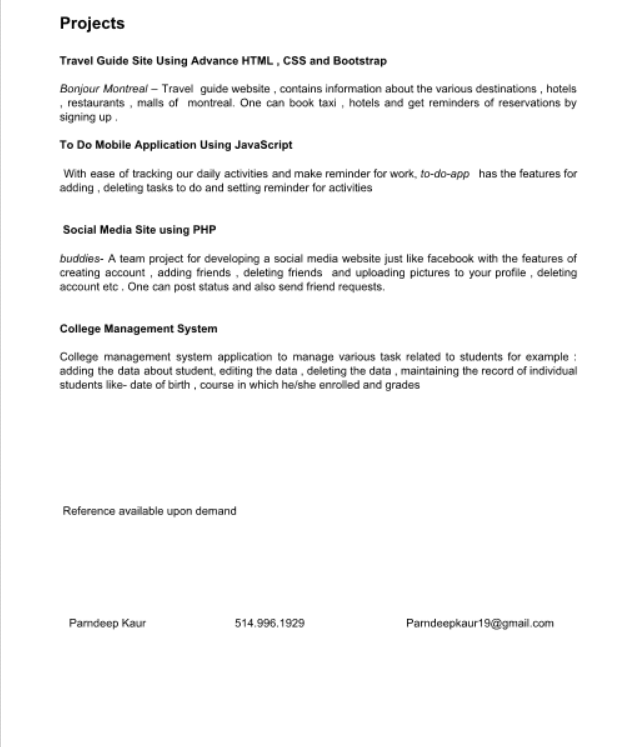 Projects
Travel Guide Site Using Advance HTML , CSS and Bootstrap
Bonjour Montreal – Travel guide website , contains information about the various destinations , hotels
, restaurants , malls of montreal. One can book taxi , hotels and get reminders of reservations by
signing up .
To Do Mobile Application Using JavaScript
With ease of tracking our daily activities and make reminder for work, to-do-app has the features for
adding , deleting tasks to do and setting reminder for activities
Social Media Site using PHP
buddies- A team project for developing a social media website just like facebook with the features of
creating account , adding friends , deleting friends and uploading pictures to your profile , deleting
account etc . One can post status and also send friend requests.
College Management System
College management system application to manage various task related to students for example :
adding the data about student, editing the data , deleting the data , maintaining the record of individual
students like- date of birth , course in which he/she enrolled and grades
Reference available upon demand
Parndeep Kaur 514.996.1929 Parndeepkaur19@gmail.com